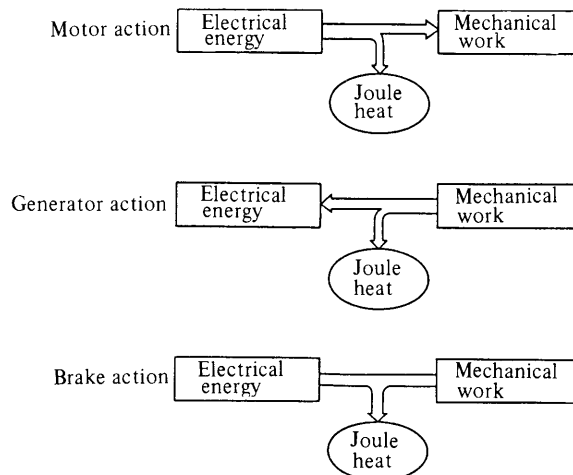 Motor action
Electrical
energy
Mechanical
work
Joule
heat
Generator action
Electrical
energy
Mechanical
work
Joule
heat
Brake action
Electrical
energy
Mechanical
work
Joule
heat